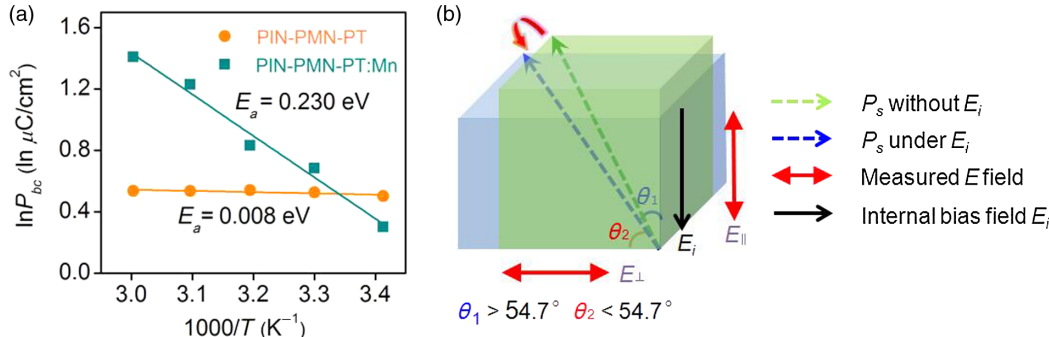 (a)
1.6
1.2
0.8
0.4
0.0
lnP_bc (ln μC/cm²)
PIN-PMN-PT
PIN-PMN-PT:Mn
E_a = 0.230 eV
E_a = 0.008 eV
3.0 3.1 3.2 3.3 3.4
1000/T (K⁻¹)
(b)
θ₁
θ₂
E_i
E_∥
E_⊥
θ₁ > 54.7° θ₂ < 54.7°
P_s without E_i
P_s under E_i
Measured E field
Internal bias field E_i